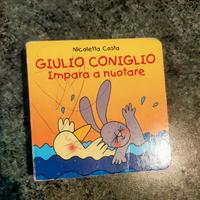 Nicoletta Costa
GIULIO CONIGLIO
Impara a nuotare